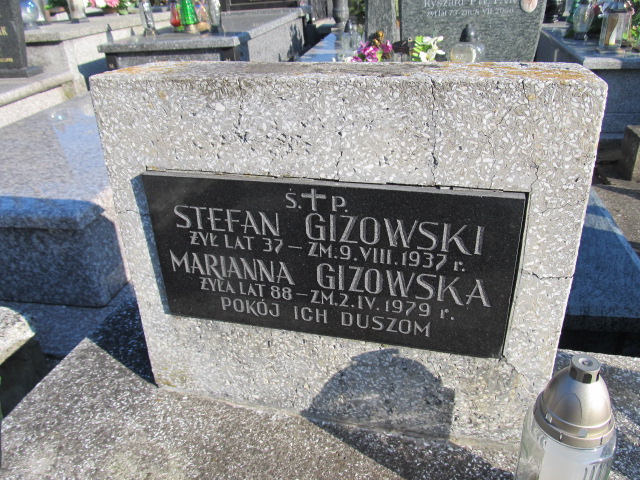 Ś.✝P.
STEFAN GIZOWSKI
ŻYŁ LAT 37 – ZM. 9. VIII. 1937 r.
MARIANNA GIZOWSKA
ŻYŁA LAT 88 – ZM. 2. IV. 1979 r.
POKÓJ ICH DUSZOM